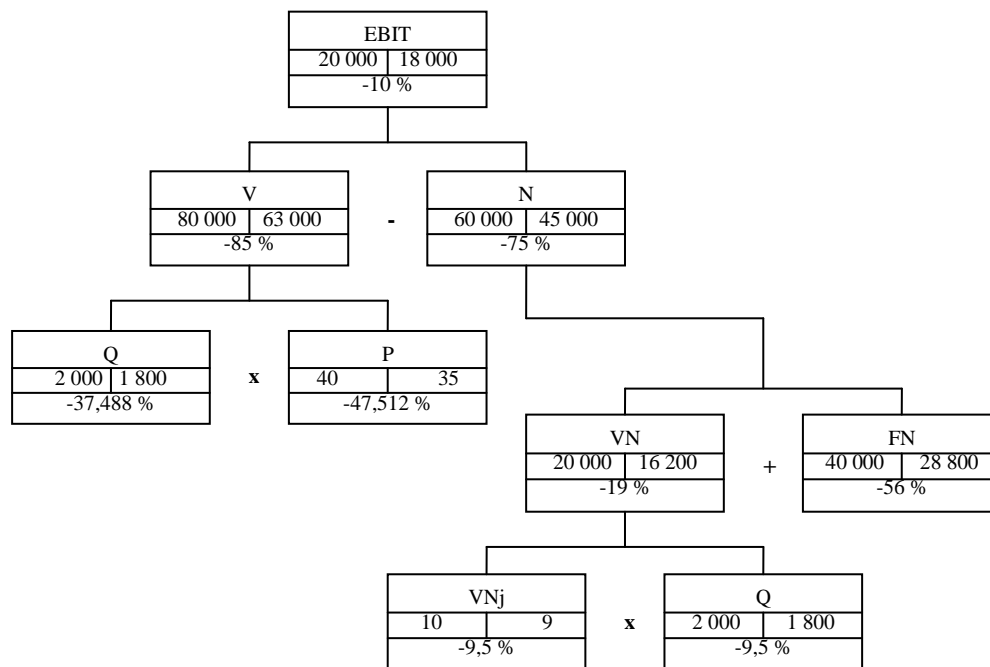 EBIT
20 000 18 000
-10 %
V - N
80 000 63 000 60 000 45 000
-85 % -75 %
Q x P
2 000 1 800 40 35
-37,488 % -47,512 %
VN + FN
20 000 16 200 40 000 28 800
-19 % -56 %
VNj x Q
10 9 2 000 1 800
-9,5 % -9,5 %